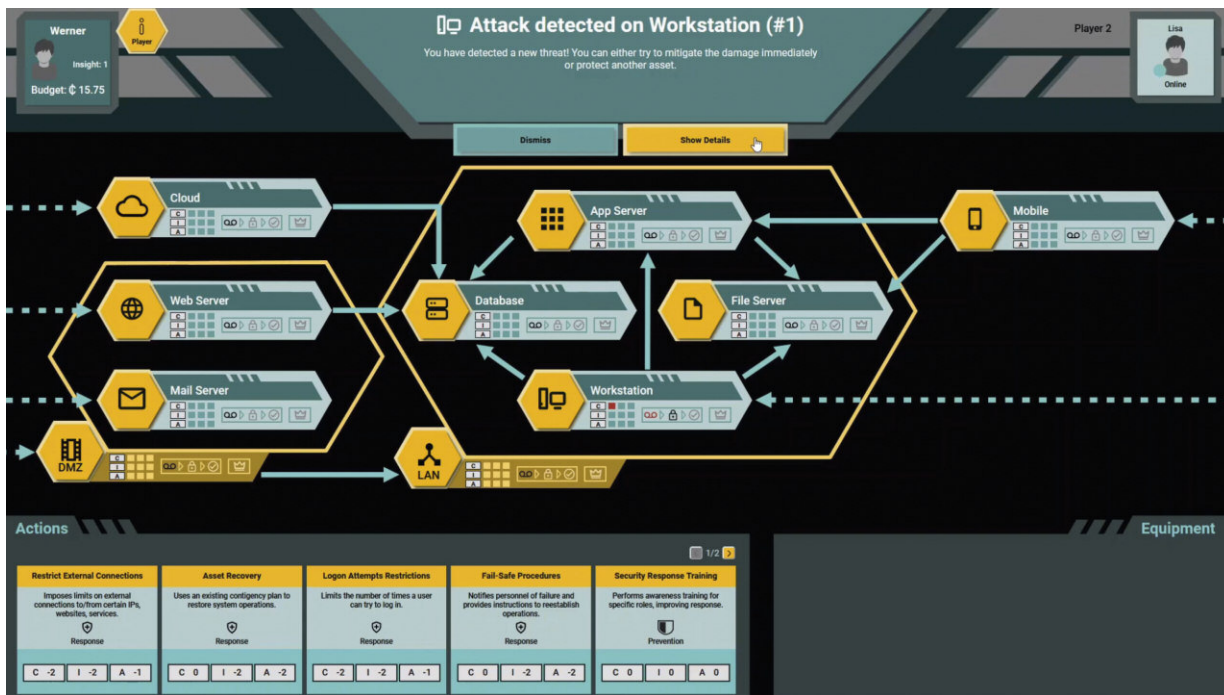 Werner
Insight: 1
Budget: ₵ 15.75
Player
Attack detected on Workstation (#1)
You have detected a new threat! You can either try to mitigate the damage immediately
or protect another asset.
Dismiss
Show Details
Player 2
Lisa
Online
Cloud
C
I
A
App Server
C
I
A
Mobile
C
I
A
Web Server
C
I
A
Database
C
I
A
File Server
C
I
A
Mail Server
C
I
A
Workstation
C
I
A
DMZ
C
I
A
LAN
C
I
A
Actions
Equipment
1/2
Restrict External Connections
Imposes limits on external
connections to/from certain IPs,
websites, services.
Response
C -2 I -2 A -1
Asset Recovery
Uses an existing contigency plan to
restore system operations.
Response
C 0 I -2 A -2
Logon Attempts Restrictions
Limits the number of times a user
can try to log in.
Response
C -2 I -2 A -1
Fail-Safe Procedures
Notifies personnel of failure and
provides instructions to reestablish
operations.
Response
C 0 I -2 A -2
Security Response Training
Performs awareness training for
specific roles, improving response.
Prevention
C 0 I 0 A 0